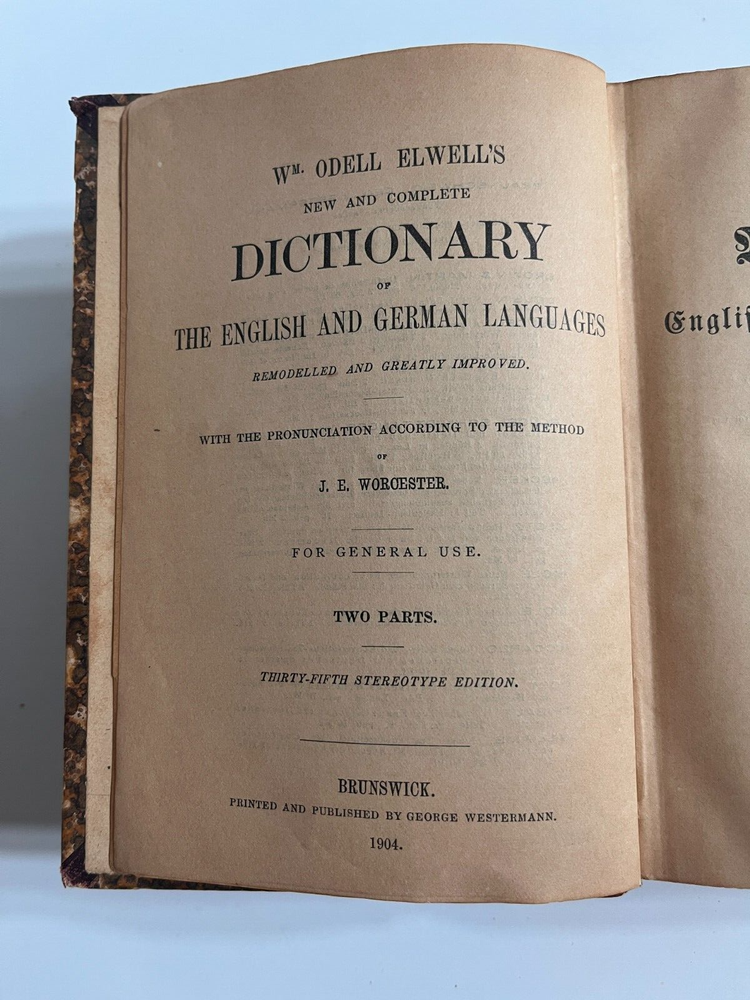 Wᴹ. ODELL ELWELL'S
NEW AND COMPLETE
DICTIONARY
OF
THE ENGLISH AND GERMAN LANGUAGES
REMODELLED AND GREATLY IMPROVED.
WITH THE PRONUNCIATION ACCORDING TO THE METHOD
OF
J. E. WORCESTER.
FOR GENERAL USE.
TWO PARTS.
THIRTY-FIFTH STEREOTYPE EDITION.
BRUNSWICK.
PRINTED AND PUBLISHED BY GEORGE WESTERMANN.
1904.